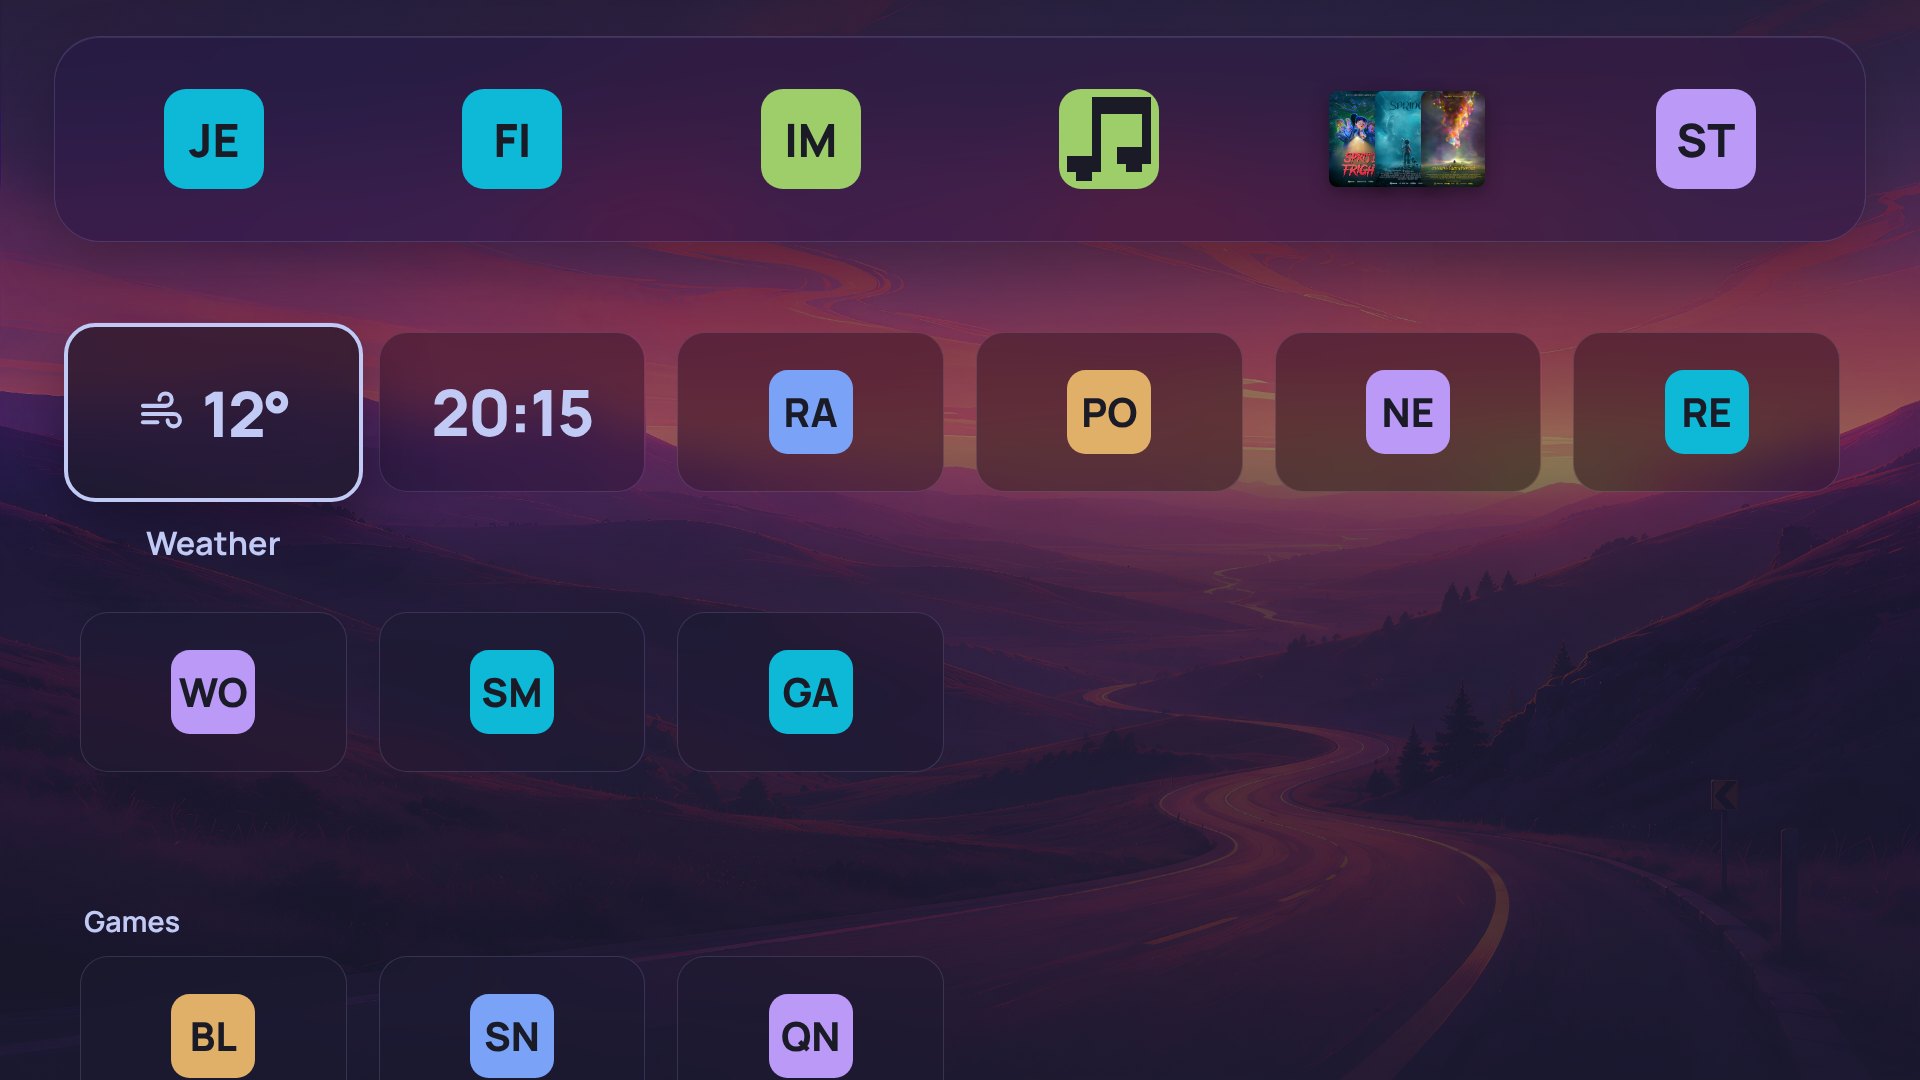 JE
FI
IM
ST
12°
20:15
RA
PO
NE
RE
Weather
WO
SM
GA
Games
BL
SN
QN